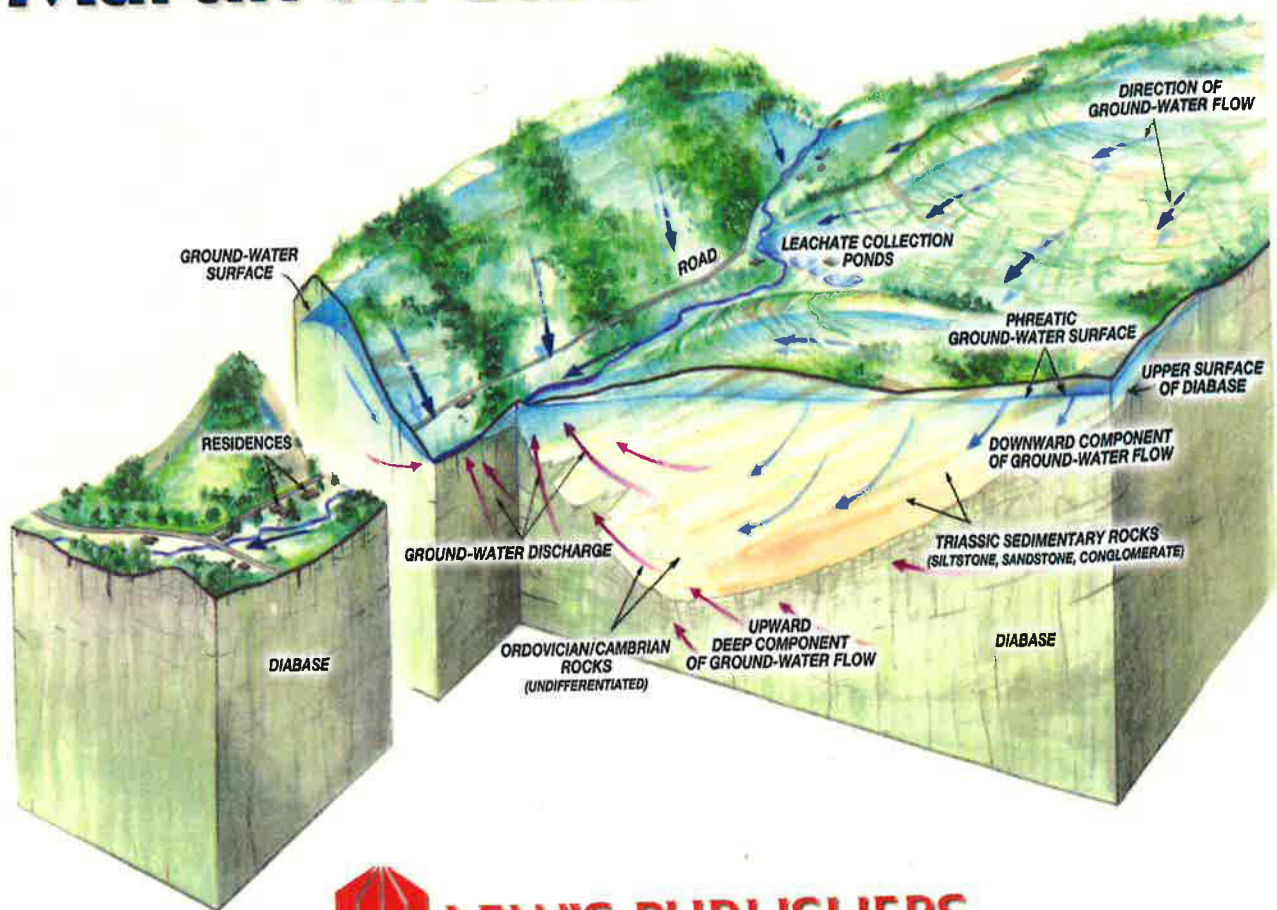 DIRECTION OF
GROUND-WATER FLOW
GROUND-WATER
SURFACE
ROAD
LEACHATE COLLECTION
PONDS
PHREATIC
GROUND-WATER SURFACE
UPPER SURFACE
OF DIABASE
RESIDENCES
DOWNWARD COMPONENT
OF GROUND-WATER FLOW
GROUND-WATER DISCHARGE
TRIASSIC SEDIMENTARY ROCKS
(SILTSTONE, SANDSTONE, CONGLOMERATE)
ORDOVICIAN/CAMBRIAN
ROCKS
(UNDIFFERENTIATED)
UPWARD
DEEP COMPONENT
OF GROUND-WATER FLOW
DIABASE
DIABASE
LEWIS PUBLISHERS